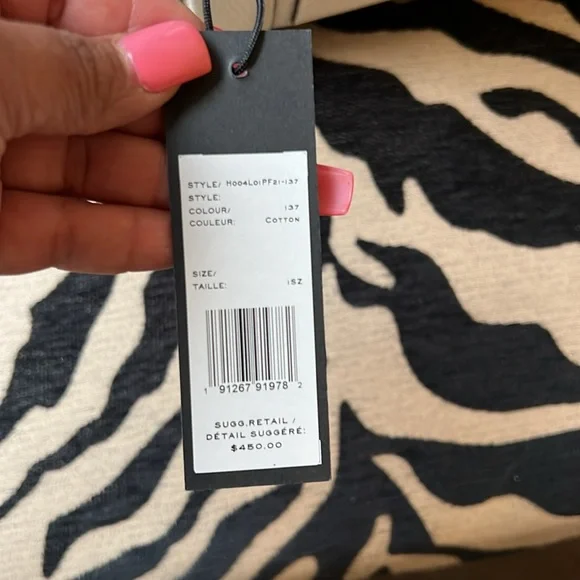 STYLE/ H004L01PF21-137
STYLE:
COLOUR/ 137
COULEUR: COTTON
SIZE/
TAILLE: 1SZ
1 91267 91978 2
SUGG.RETAIL /
DÉTAIL SUGGÉRÉ:
$450.00